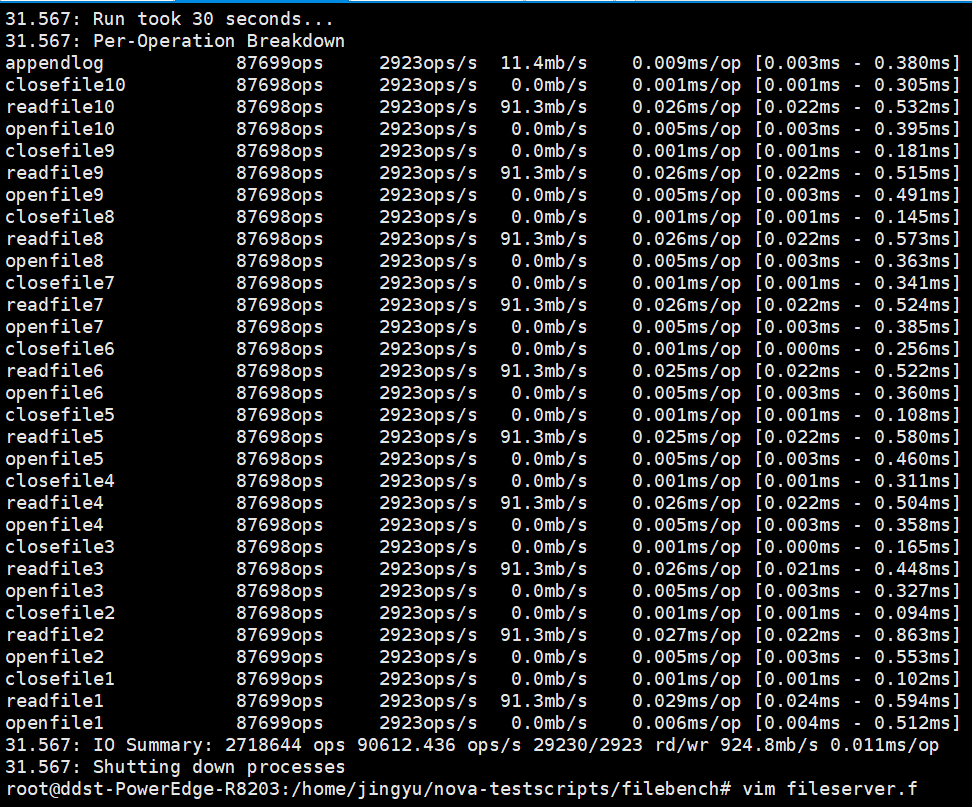 31.567: Run took 30 seconds...
31.567: Per-Operation Breakdown
appendlog            87699ops     2923ops/s  11.4mb/s    0.009ms/op [0.003ms - 0.380ms]
closefile10          87698ops     2923ops/s   0.0mb/s    0.001ms/op [0.001ms - 0.305ms]
readfile10           87698ops     2923ops/s  91.3mb/s    0.026ms/op [0.022ms - 0.532ms]
openfile10           87698ops     2923ops/s   0.0mb/s    0.005ms/op [0.003ms - 0.395ms]
closefile9           87698ops     2923ops/s   0.0mb/s    0.001ms/op [0.001ms - 0.181ms]
readfile9            87698ops     2923ops/s  91.3mb/s    0.026ms/op [0.022ms - 0.515ms]
openfile9            87698ops     2923ops/s   0.0mb/s    0.005ms/op [0.003ms - 0.491ms]
closefile8           87698ops     2923ops/s   0.0mb/s    0.001ms/op [0.001ms - 0.145ms]
readfile8            87698ops     2923ops/s  91.3mb/s    0.026ms/op [0.022ms - 0.573ms]
openfile8            87698ops     2923ops/s   0.0mb/s    0.005ms/op [0.003ms - 0.363ms]
closefile7           87698ops     2923ops/s   0.0mb/s    0.001ms/op [0.001ms - 0.341ms]
readfile7            87698ops     2923ops/s  91.3mb/s    0.026ms/op [0.022ms - 0.524ms]
openfile7            87698ops     2923ops/s   0.0mb/s    0.005ms/op [0.003ms - 0.385ms]
closefile6           87698ops     2923ops/s   0.0mb/s    0.001ms/op [0.000ms - 0.256ms]
readfile6            87698ops     2923ops/s  91.3mb/s    0.025ms/op [0.022ms - 0.522ms]
openfile6            87698ops     2923ops/s   0.0mb/s    0.005ms/op [0.003ms - 0.360ms]
closefile5           87698ops     2923ops/s   0.0mb/s    0.001ms/op [0.001ms - 0.108ms]
readfile5            87698ops     2923ops/s  91.3mb/s    0.025ms/op [0.022ms - 0.580ms]
openfile5            87698ops     2923ops/s   0.0mb/s    0.005ms/op [0.003ms - 0.460ms]
closefile4           87698ops     2923ops/s   0.0mb/s    0.001ms/op [0.001ms - 0.311ms]
readfile4            87698ops     2923ops/s  91.3mb/s    0.026ms/op [0.022ms - 0.504ms]
openfile4            87698ops     2923ops/s   0.0mb/s    0.005ms/op [0.003ms - 0.358ms]
closefile3           87698ops     2923ops/s   0.0mb/s    0.001ms/op [0.000ms - 0.165ms]
readfile3            87698ops     2923ops/s  91.3mb/s    0.026ms/op [0.021ms - 0.448ms]
openfile3            87698ops     2923ops/s   0.0mb/s    0.005ms/op [0.003ms - 0.327ms]
closefile2           87698ops     2923ops/s   0.0mb/s    0.001ms/op [0.001ms - 0.094ms]
readfile2            87699ops     2923ops/s  91.3mb/s    0.027ms/op [0.022ms - 0.863ms]
openfile2            87699ops     2923ops/s   0.0mb/s    0.005ms/op [0.003ms - 0.553ms]
closefile1           87699ops     2923ops/s   0.0mb/s    0.001ms/op [0.001ms - 0.102ms]
readfile1            87699ops     2923ops/s  91.3mb/s    0.029ms/op [0.024ms - 0.594ms]
openfile1            87699ops     2923ops/s   0.0mb/s    0.006ms/op [0.004ms - 0.512ms]
31.567: IO Summary: 2718644 ops 90612.436 ops/s 29230/2923 rd/wr 924.8mb/s 0.011ms/op
31.567: Shutting down processes
root@ddst-PowerEdge-R8203:/home/jingyu/nova-testscripts/filebench# vim fileserver.f